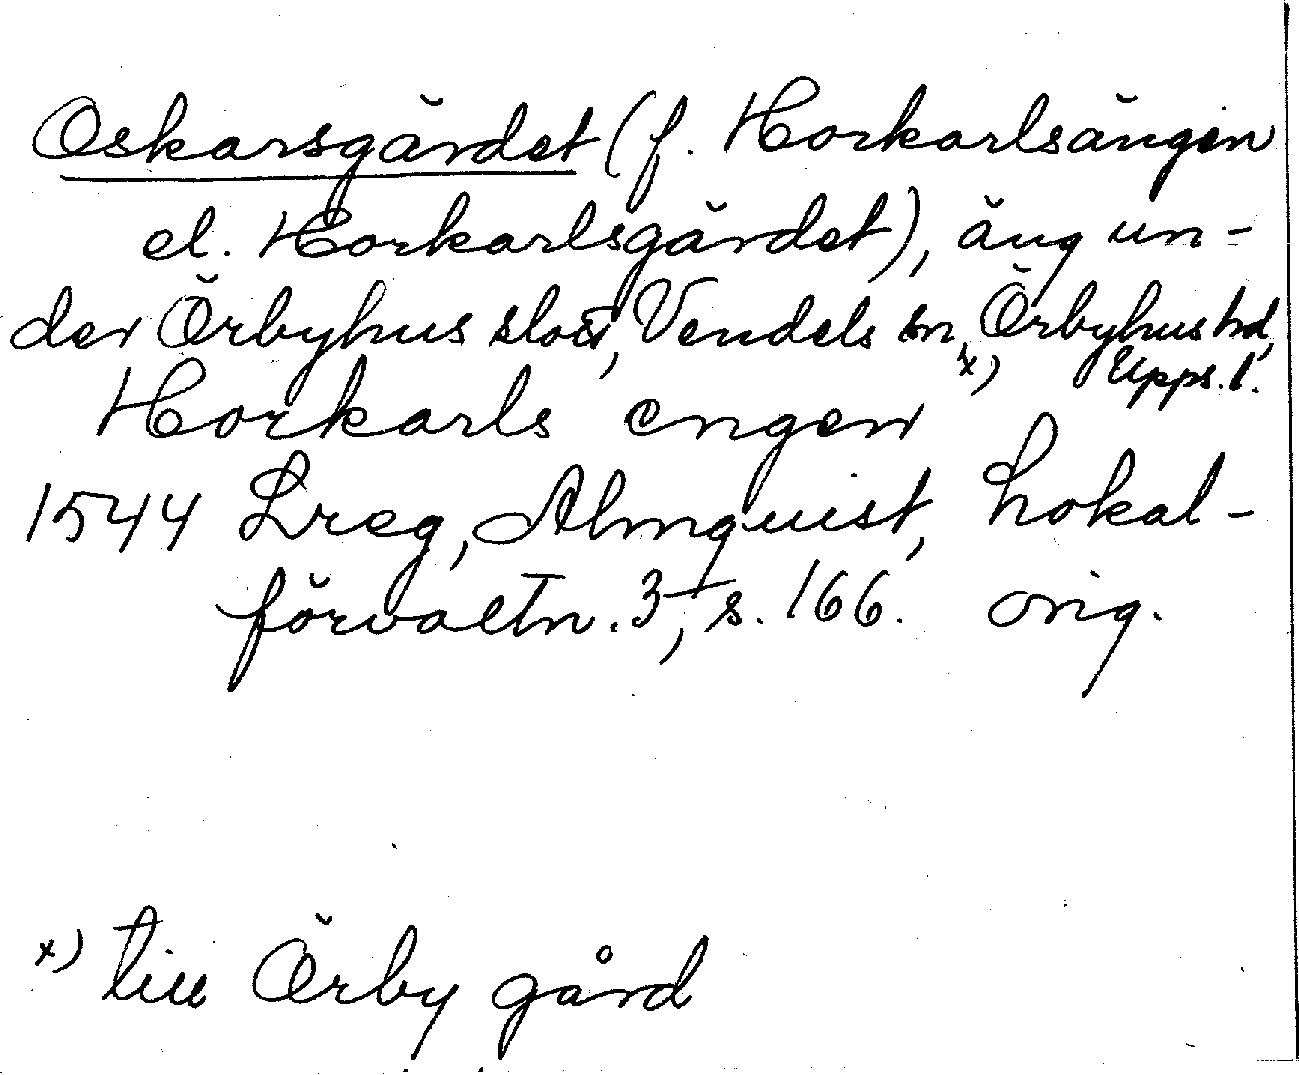 Oskarsgärdet (f. Horkarlsängen
el. Horkarlsgärdet), äng un-
der Örbyhus slott, Vendels sn, Örbyhus hd,
Upps. l.
Horkarls engen x)
1544 Lreg, Almquist, Lokal-
förvaltn. 3, s. 166. orig.
x) till Örby gård